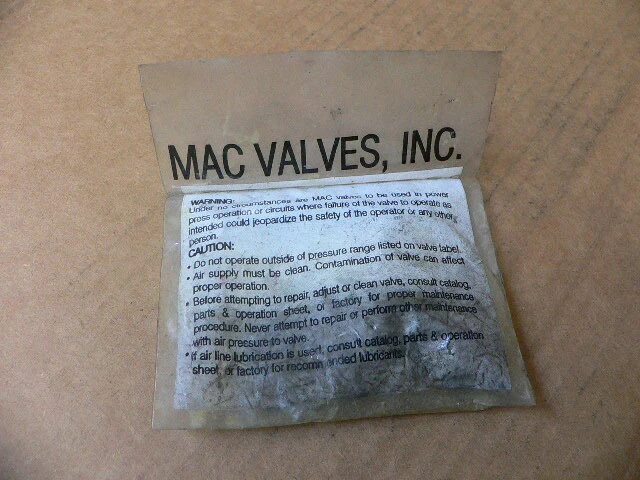 MAC VALVES, INC.
WARNING:
Under no circumstances are MAC valves to be used in power
press operation or circuits where failure of the valve to operate as
intended could jeopardize the safety of the operator or any other
person.
CAUTION:
• Do not operate outside of pressure range listed on valve label.
• Air supply must be clean. Contamination of valve can affect
proper operation.
• Before attempting to repair, adjust or clean valve, consult catalog,
parts & operation sheet, or factory for proper maintenance
procedure. Never attempt to repair or perform other maintenance
with air pressure to valve.
• If air line lubrication is used, consult catalog, parts & operation
sheet, or factory for recommended lubricants.